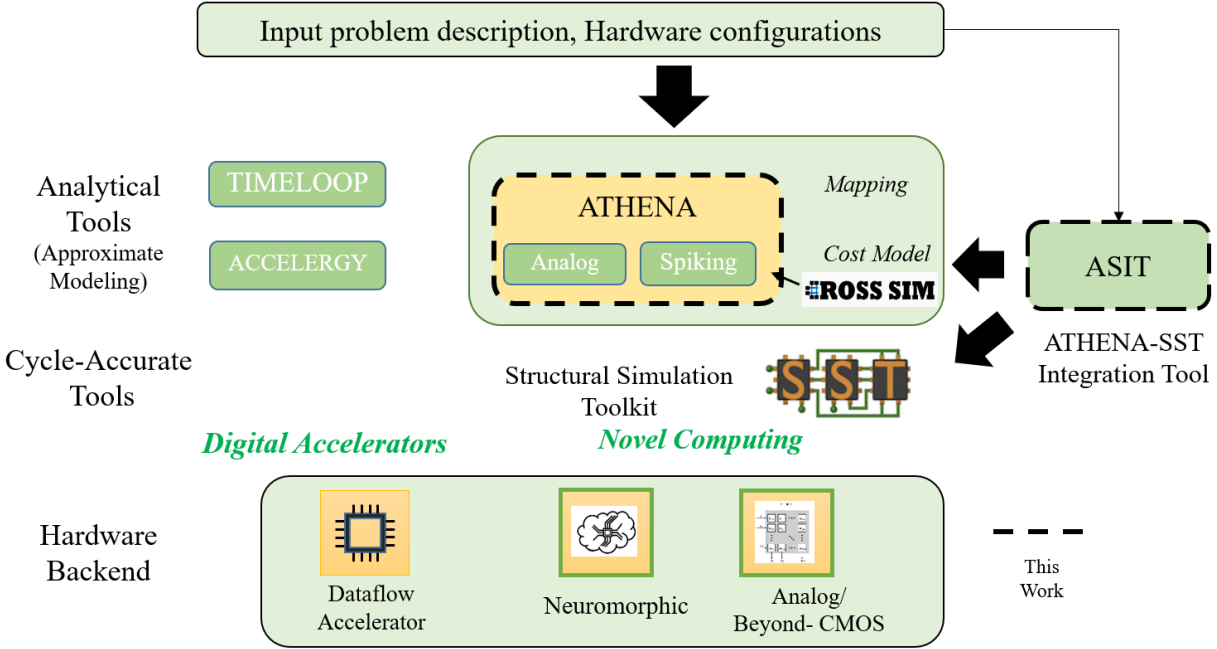 Input problem description, Hardware configurations
Analytical
Tools
(Approximate
Modeling)
TIMELOOP
ACCELERGY
ATHENA
Analog
Spiking
Mapping
Cost Model
ROSS SIM
ASIT
ATHENA-SST
Integration Tool
Cycle-Accurate
Tools
Structural Simulation
Toolkit
SST
Digital Accelerators
Novel Computing
Hardware
Backend
Dataflow
Accelerator
Neuromorphic
Analog/
Beyond- CMOS
This
Work